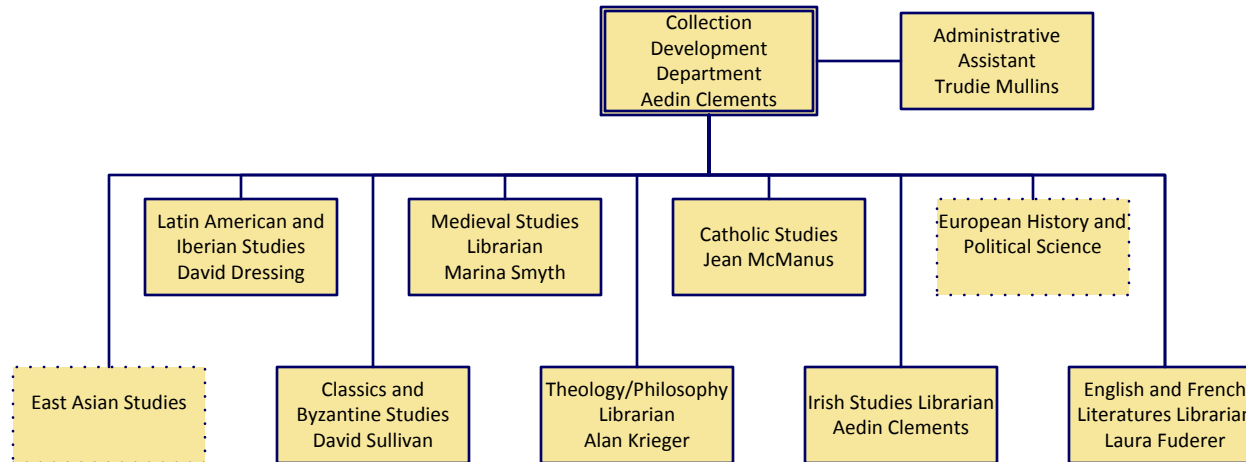 Collection
Development
Department
Aedin Clements
Administrative
Assistant
Trudie Mullins
Latin American and
Iberian Studies
David Dressing
Medieval Studies
Librarian
Marina Smyth
Catholic Studies
Jean McManus
European History and
Political Science
East Asian Studies
Classics and
Byzantine Studies
David Sullivan
Theology/Philosophy
Librarian
Alan Krieger
Irish Studies Librarian
Aedin Clements
English and French
Literatures Librarian
Laura Fuderer